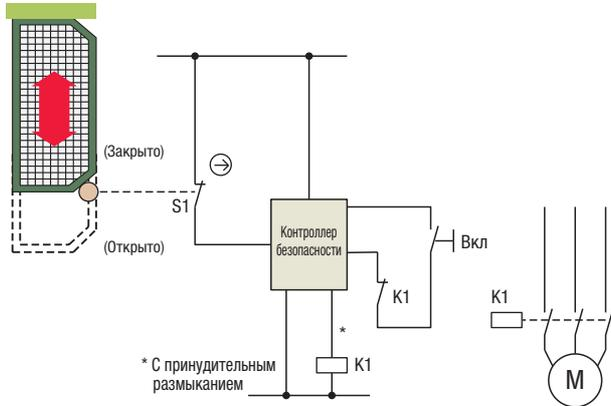 (Закрыто)
S1
(Открыто)
Контроллер
безопасности
Вкл
K1
K1
*
* С принудительным
размыканием
K1
M